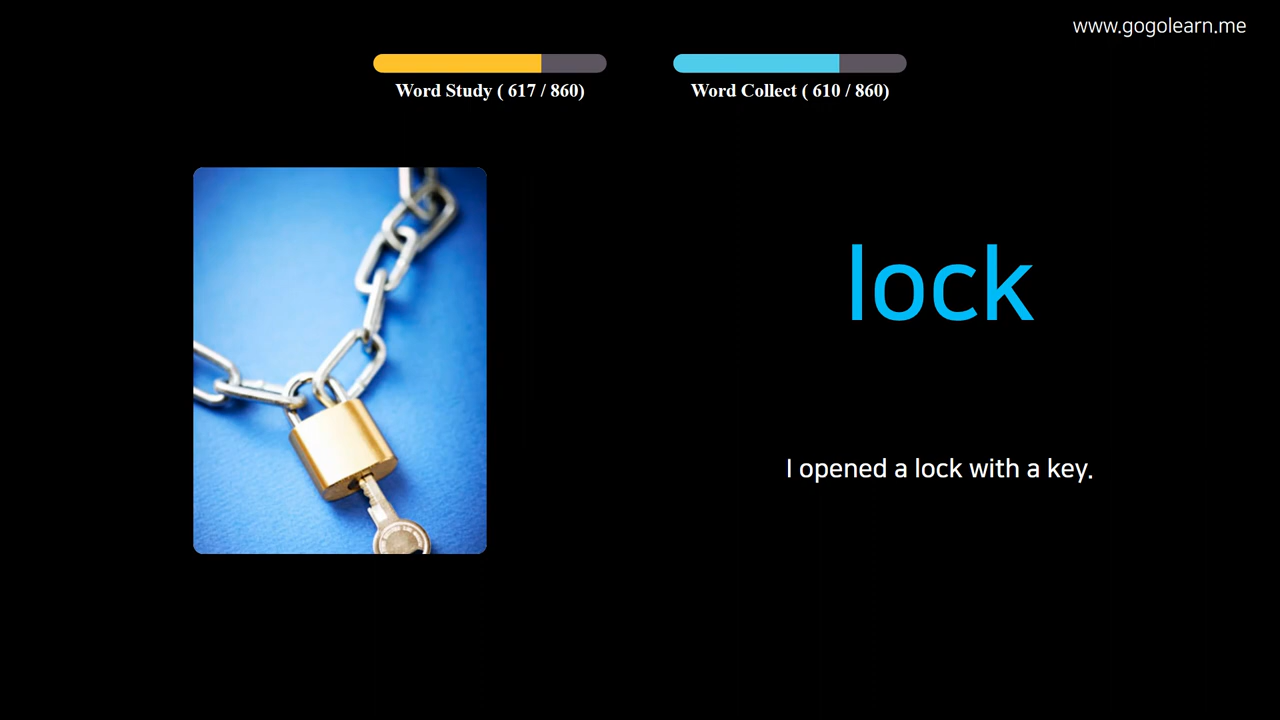 www.gogolearn.me
Word Study ( 617 / 860)
Word Collect ( 610 / 860)
lock
I opened a lock with a key.